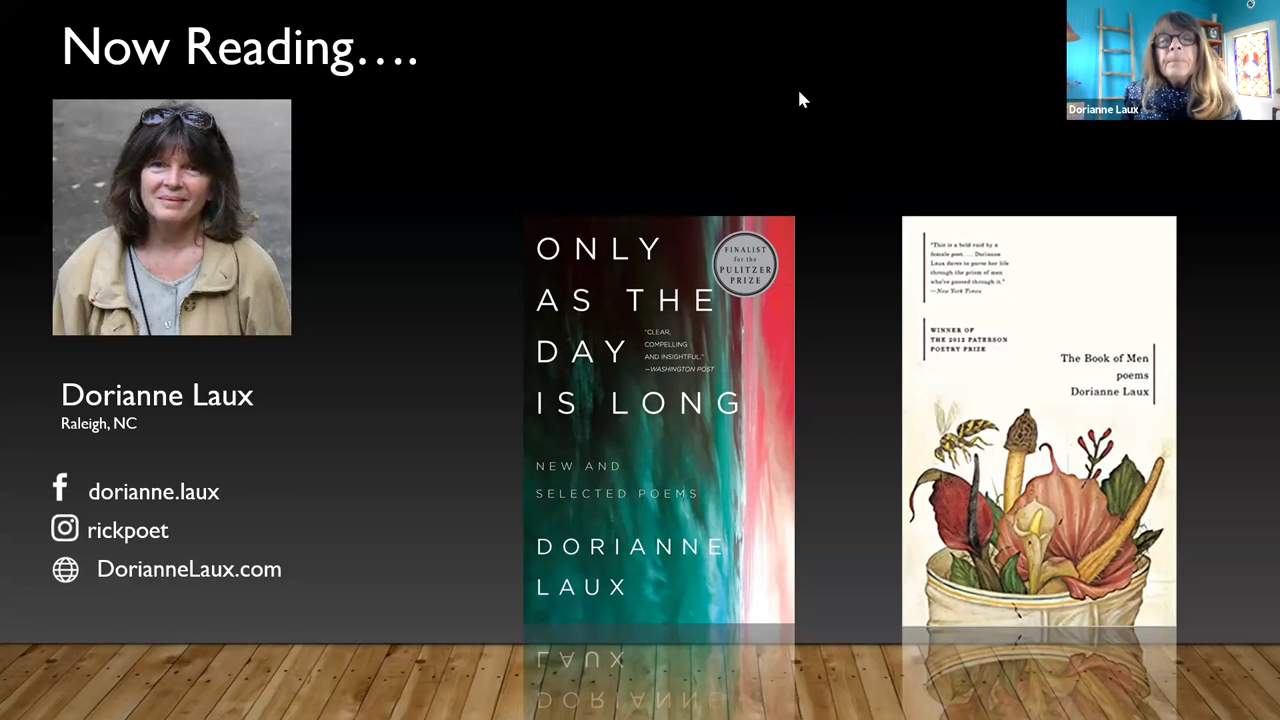 Now Reading….
Dorianne Laux
Dorianne Laux
Raleigh, NC
dorianne.laux
rickpoet
DorianneLaux.com
ONLY
AS THE
DAY
IS LONG
FINALIST
for the
PULITZER
PRIZE
"CLEAR,
COMPELLING
AND INSIGHTFUL."
—WASHINGTON POST
NEW AND
SELECTED POEMS
DORIANNE
LAUX
"This is a bold raid by a
female poet. … Dorianne
Laux dares to parse her life
through the prism of men
who've passed through it."
—New York Times
WINNER OF
THE 2012 PATERSON
POETRY PRIZE
The Book of Men
poems
Dorianne Laux
LAUX
DORIANNE